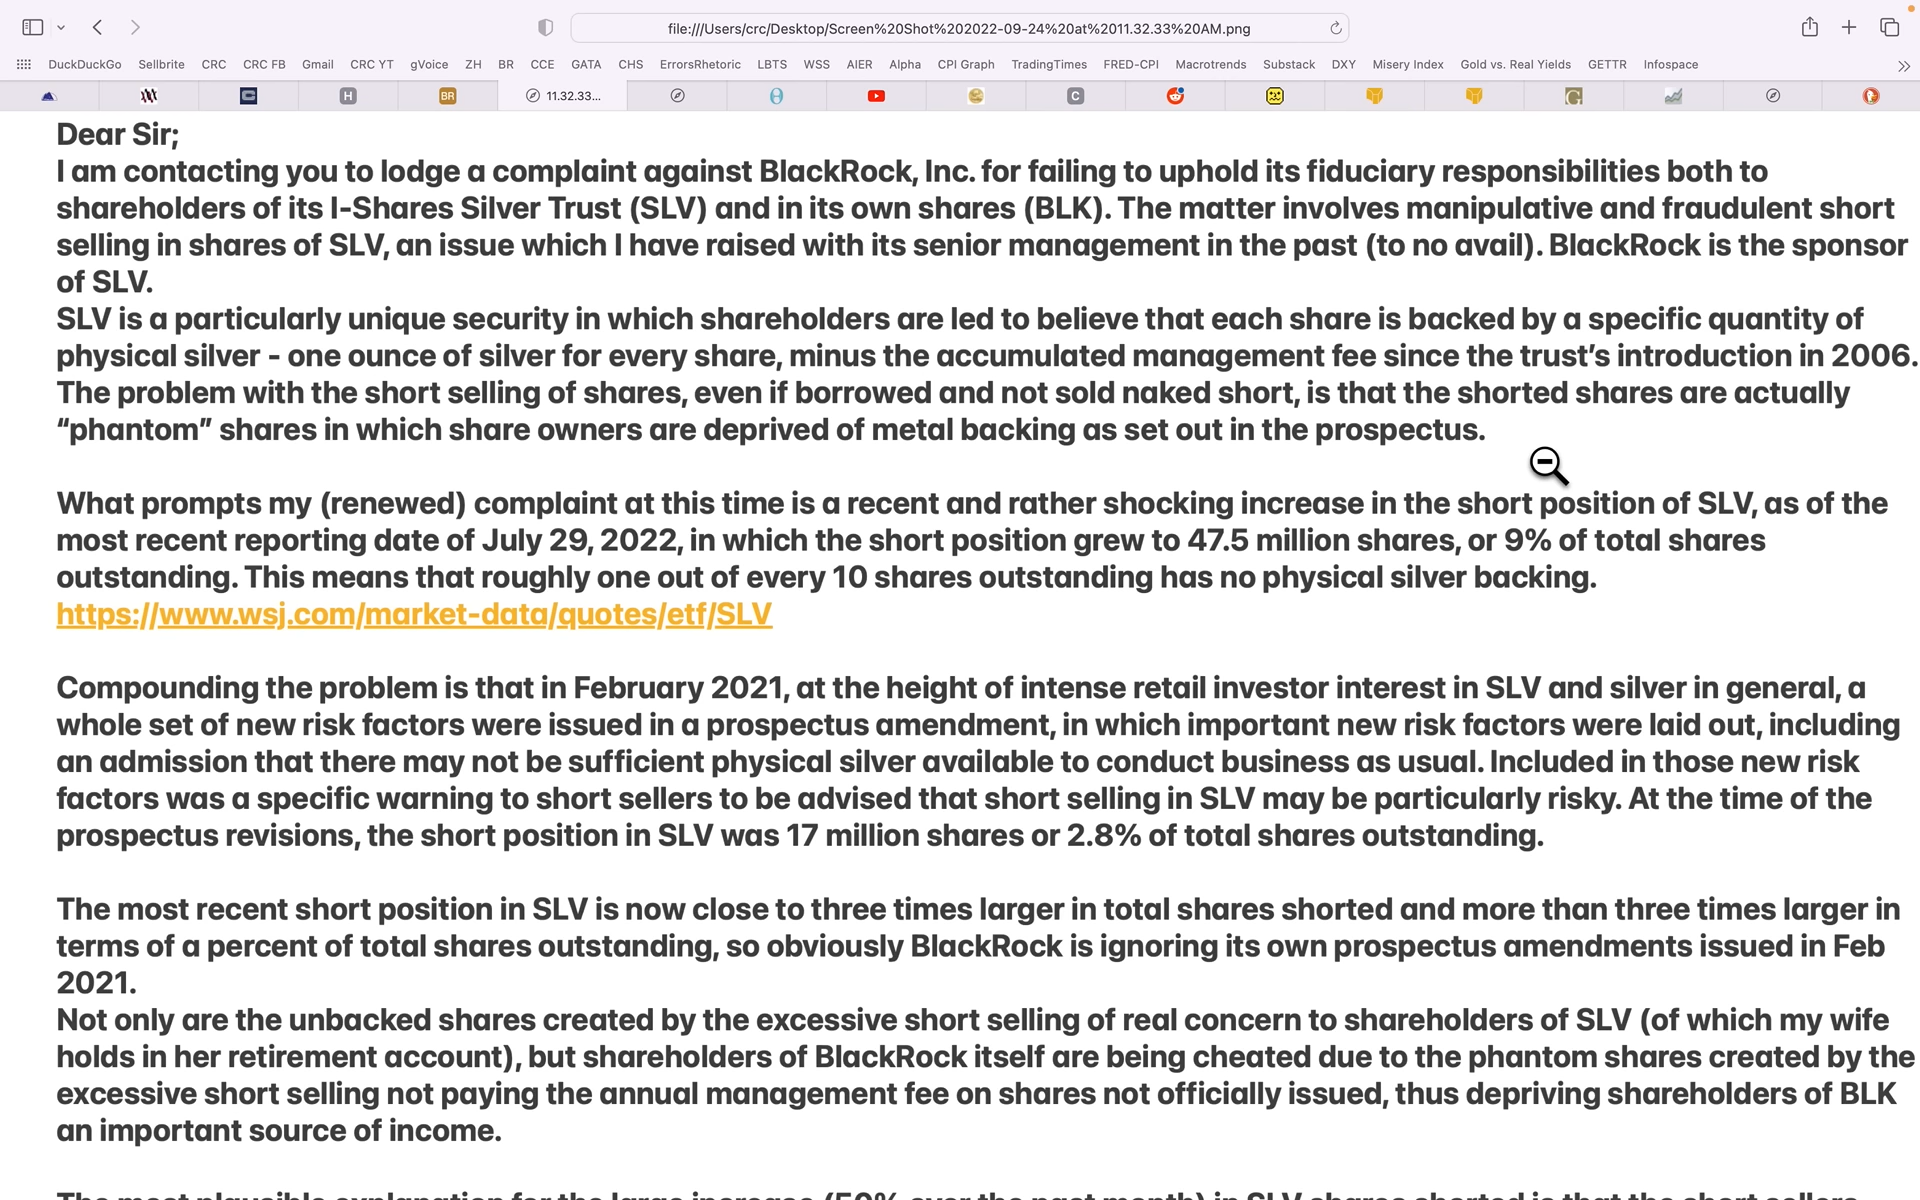 file:///Users/crc/Desktop/Screen%20Shot%202022-09-24%20at%2011.32.33%20AM.png
DuckDuckGo Sellbrite CRC CRC FB Gmail CRC YT gVoice ZH BR CCE GATA CHS ErrorsRhetoric LBTS WSS AIER Alpha CPI Graph TradingTimes FRED-CPI Macrotrends Substack DXY Misery Index Gold vs. Real Yields GETTR Infospace
H BR 11.32.33... C
Dear Sir;
I am contacting you to lodge a complaint against BlackRock, Inc. for failing to uphold its fiduciary responsibilities both to
shareholders of its I-Shares Silver Trust (SLV) and in its own shares (BLK). The matter involves manipulative and fraudulent short
selling in shares of SLV, an issue which I have raised with its senior management in the past (to no avail). BlackRock is the sponsor
of SLV.
SLV is a particularly unique security in which shareholders are led to believe that each share is backed by a specific quantity of
physical silver - one ounce of silver for every share, minus the accumulated management fee since the trust’s introduction in 2006.
The problem with the short selling of shares, even if borrowed and not sold naked short, is that the shorted shares are actually
“phantom” shares in which share owners are deprived of metal backing as set out in the prospectus.
What prompts my (renewed) complaint at this time is a recent and rather shocking increase in the short position of SLV, as of the
most recent reporting date of July 29, 2022, in which the short position grew to 47.5 million shares, or 9% of total shares
outstanding. This means that roughly one out of every 10 shares outstanding has no physical silver backing.
https://www.wsj.com/market-data/quotes/etf/SLV
Compounding the problem is that in February 2021, at the height of intense retail investor interest in SLV and silver in general, a
whole set of new risk factors were issued in a prospectus amendment, in which important new risk factors were laid out, including
an admission that there may not be sufficient physical silver available to conduct business as usual. Included in those new risk
factors was a specific warning to short sellers to be advised that short selling in SLV may be particularly risky. At the time of the
prospectus revisions, the short position in SLV was 17 million shares or 2.8% of total shares outstanding.
The most recent short position in SLV is now close to three times larger in total shares shorted and more than three times larger in
terms of a percent of total shares outstanding, so obviously BlackRock is ignoring its own prospectus amendments issued in Feb
2021.
Not only are the unbacked shares created by the excessive short selling of real concern to shareholders of SLV (of which my wife
holds in her retirement account), but shareholders of BlackRock itself are being cheated due to the phantom shares created by the
excessive short selling not paying the annual management fee on shares not officially issued, thus depriving shareholders of BLK
an important source of income.
The most plausible explanation for the large increase (50% over the past month) in SLV shares shorted is that the short sellers